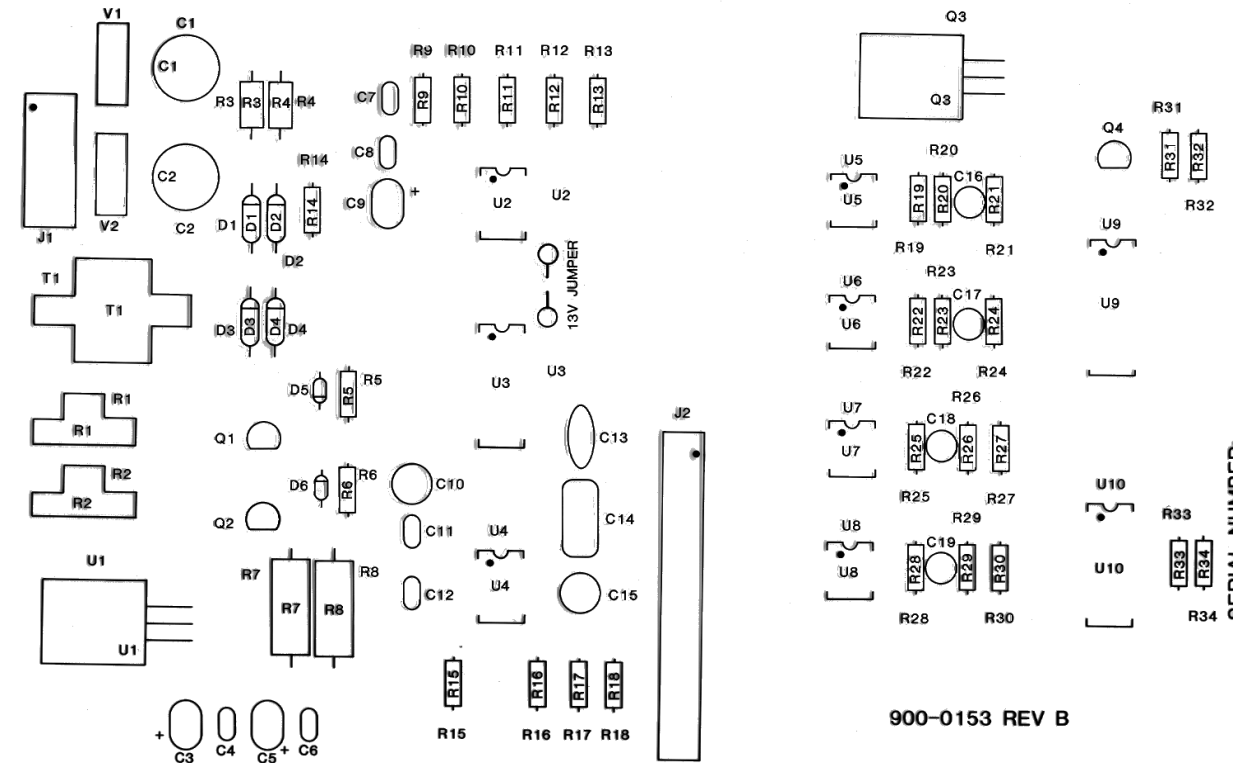 V1
C1
C1
R3
R3
R4
R4
J1
V2
C2
C2
D1
D1
D2
D2
R14
R14
C7
C8
C9
+
R9
R10
R11
R12
R13
R9
R10
R11
R12
R13
U2
U2
13V JUMPER
U3
U3
T1
T1
D3
D3
D4
D4
D5
R5
R5
R1
R1
Q1
R2
R2
D6
R6
R6
Q2
C10
C11
C12
C13
C14
C15
U4
U4
J2
U1
U1
R7
R7
R8
R8
R15
R16
R17
R18
R15
R16
R17
R18
+
C3
C4
C5
+
C6
Q3
Q3
Q4
R31
R31
R32
R32
U5
U5
R20
C16
R19
R20
R21
R19
R21
U6
U6
R23
C17
R22
R23
R24
R22
R24
U9
U9
U7
U7
R26
C18
R25
R26
R27
R25
R27
U8
U8
R29
C19
R28
R29
R30
R28
R30
U10
U10
R33
R33
R34
R34
SERIAL NUMBER
900-0153 REV B